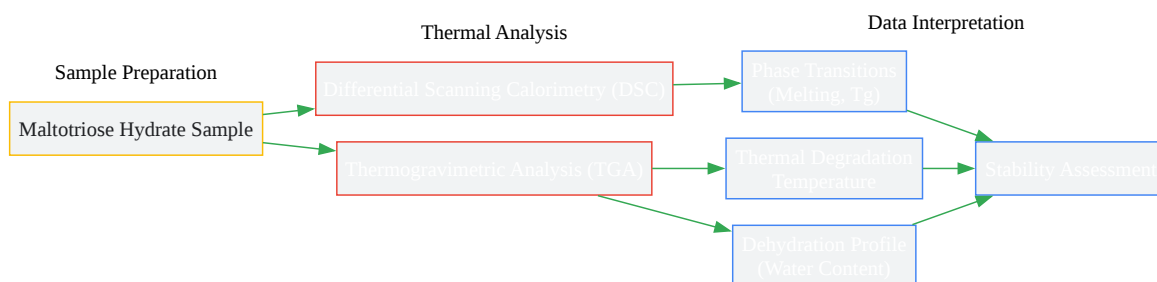 Sample Preparation
Maltotriose Hydrate Sample
Thermal Analysis
Differential Scanning Calorimetry (DSC)
Thermogravimetric Analysis (TGA)
Data Interpretation
Phase Transitions
(Melting, Tg)
Thermal Degradation
Temperature
Dehydration Profile
(Water Content)
Stability Assessment